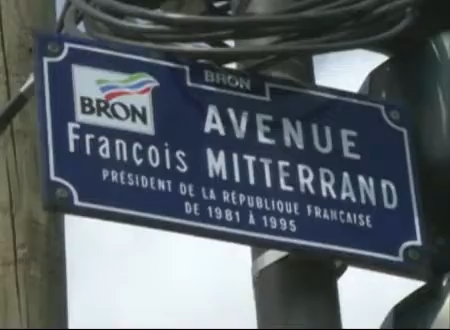 BRON
BRON
AVENUE
François MITTERRAND
PRÉSIDENT DE LA RÉPUBLIQUE FRANÇAISE
DE 1981 À 1995